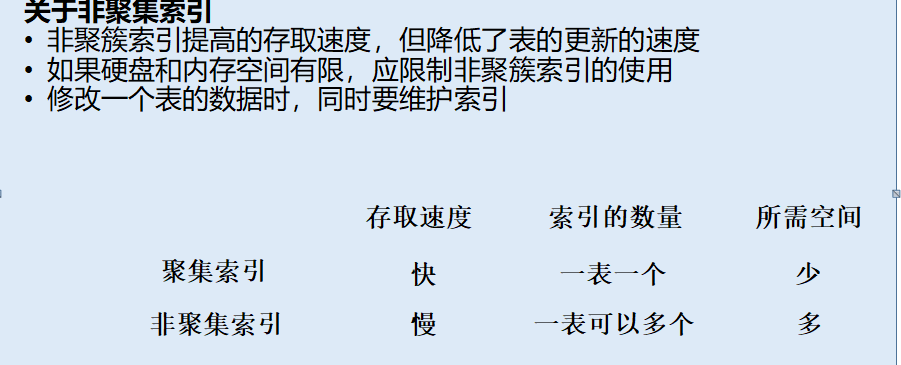 关于非聚集索引
• 非聚簇索引提高的存取速度，但降低了表的更新的速度
• 如果硬盘和内存空间有限，应限制非聚簇索引的使用
• 修改一个表的数据时，同时要维护索引
存取速度 索引的数量 所需空间
聚集索引 快 一表一个 少
非聚集索引 慢 一表可以多个 多